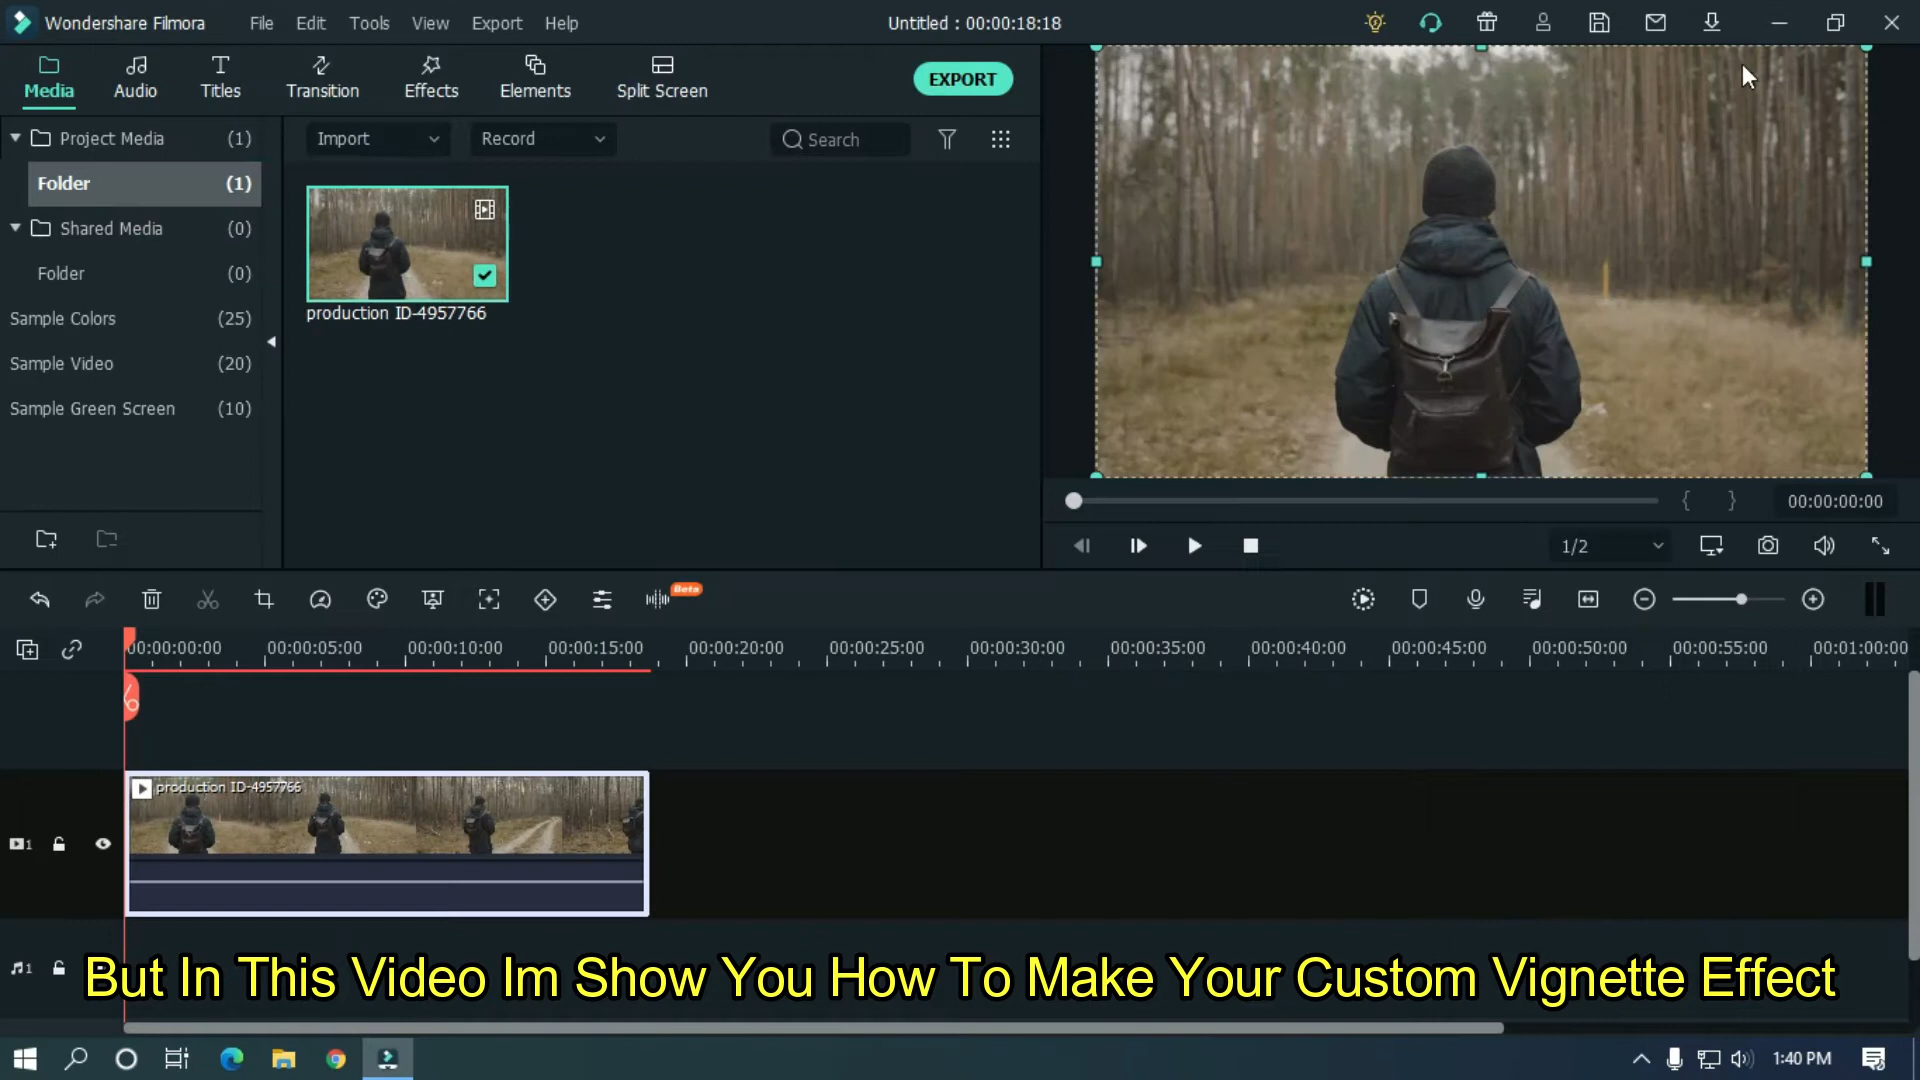 Wondershare Filmora File Edit Tools View Export Help Untitled : 00:00:18:18
Media Audio Titles Transition Effects Elements Split Screen EXPORT
Project Media (1)
Folder (1)
Shared Media (0)
Folder (0)
Sample Colors (25)
Sample Video (20)
Sample Green Screen (10)
Import Record Search
production ID-4957766
{ } 00:00:00:00
1/2
Beta
00:00:00:00 00:00:05:00 00:00:10:00 00:00:15:00 00:00:20:00 00:00:25:00 00:00:30:00 00:00:35:00 00:00:40:00 00:00:45:00 00:00:50:00 00:00:55:00 00:01:00:00
production ID-4957766
1
1
But In This Video Im Show You How To Make Your Custom Vignette Effect
1:40 PM